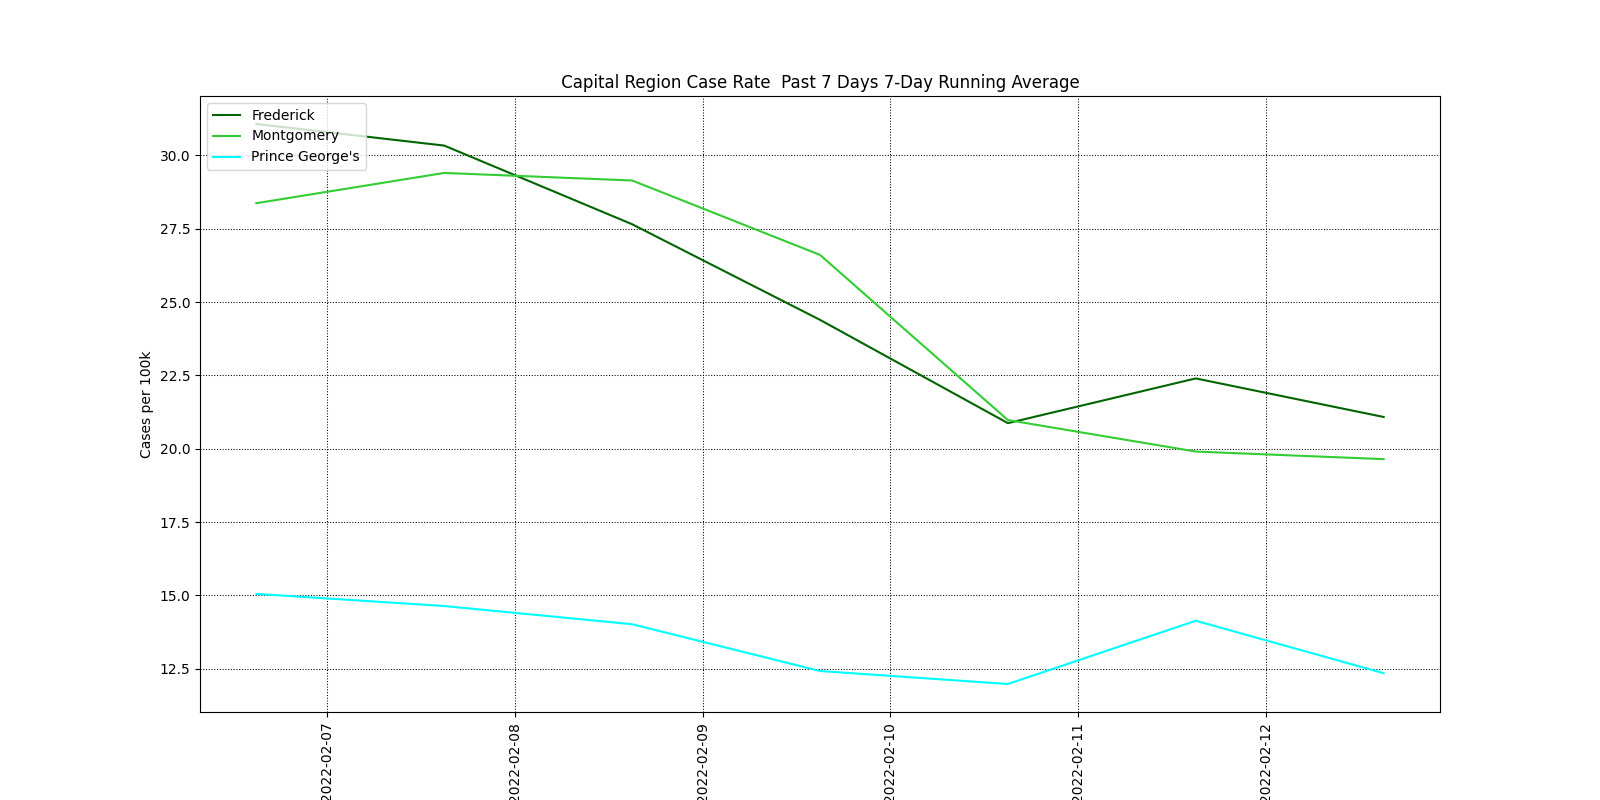 Capital Region Case Rate  Past 7 Days 7-Day Running Average
Frederick
Montgomery
Prince George's
Cases per 100k
30.0
27.5
25.0
22.5
20.0
17.5
15.0
12.5
2022-02-07
2022-02-08
2022-02-09
2022-02-10
2022-02-11
2022-02-12